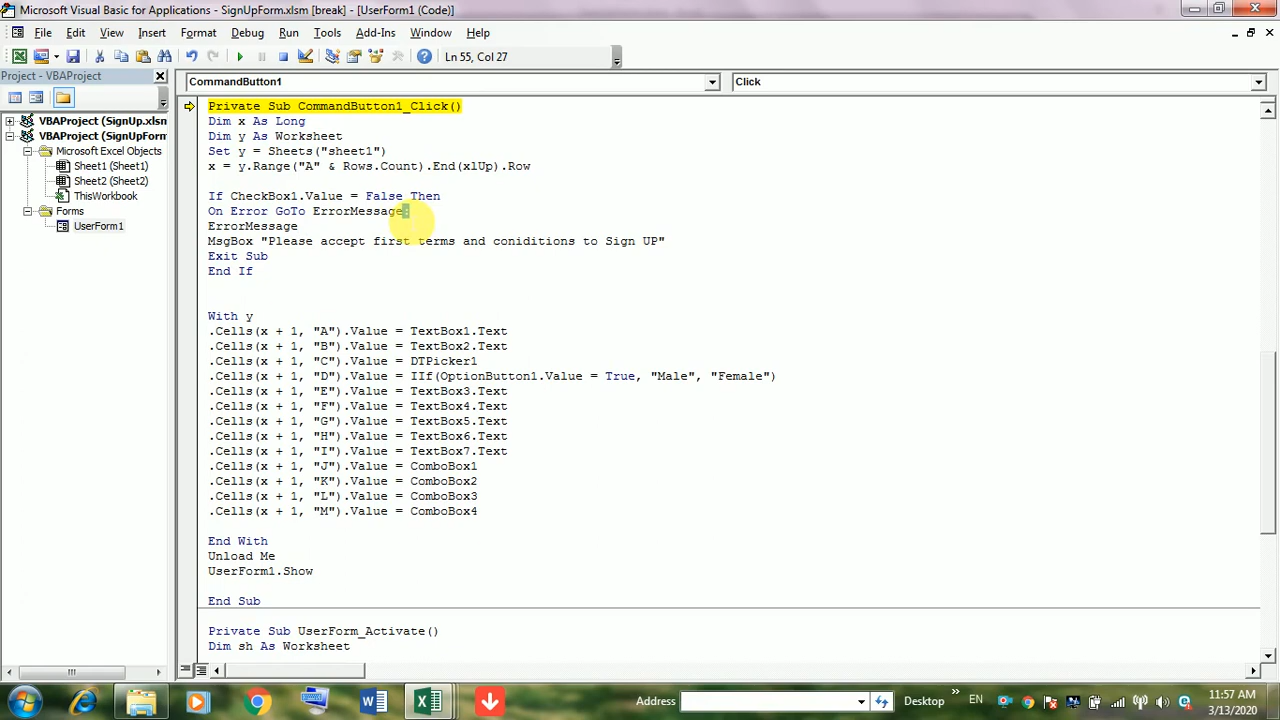 Microsoft Visual Basic for Applications - SignUpForm.xlsm [break] - [UserForm1 (Code)]
File Edit View Insert Format Debug Run Tools Add-Ins Window Help
Ln 55, Col 27
Project - VBAProject
CommandButton1 Click
VBAProject (SignUp.xlsn
VBAProject (SignUpForm
Microsoft Excel Objects
Sheet1 (Sheet1)
Sheet2 (Sheet2)
ThisWorkbook
Forms
UserForm1
Private Sub CommandButton1_Click()
Dim x As Long
Dim y As Worksheet
Set y = Sheets("sheet1")
x = y.Range("A" & Rows.Count).End(xlUp).Row
If CheckBox1.Value = False Then
On Error GoTo ErrorMessage:
ErrorMessage
MsgBox "Please accept first terms and coniditions to Sign UP"
Exit Sub
End If
With y
.Cells(x + 1, "A").Value = TextBox1.Text
.Cells(x + 1, "B").Value = TextBox2.Text
.Cells(x + 1, "C").Value = DTPicker1
.Cells(x + 1, "D").Value = IIf(OptionButton1.Value = True, "Male", "Female")
.Cells(x + 1, "E").Value = TextBox3.Text
.Cells(x + 1, "F").Value = TextBox4.Text
.Cells(x + 1, "G").Value = TextBox5.Text
.Cells(x + 1, "H").Value = TextBox6.Text
.Cells(x + 1, "I").Value = TextBox7.Text
.Cells(x + 1, "J").Value = ComboBox1
.Cells(x + 1, "K").Value = ComboBox2
.Cells(x + 1, "L").Value = ComboBox3
.Cells(x + 1, "M").Value = ComboBox4
End With
Unload Me
UserForm1.Show
End Sub
Private Sub UserForm_Activate()
Dim sh As Worksheet
Address Desktop » EN
11:57 AM
3/13/2020